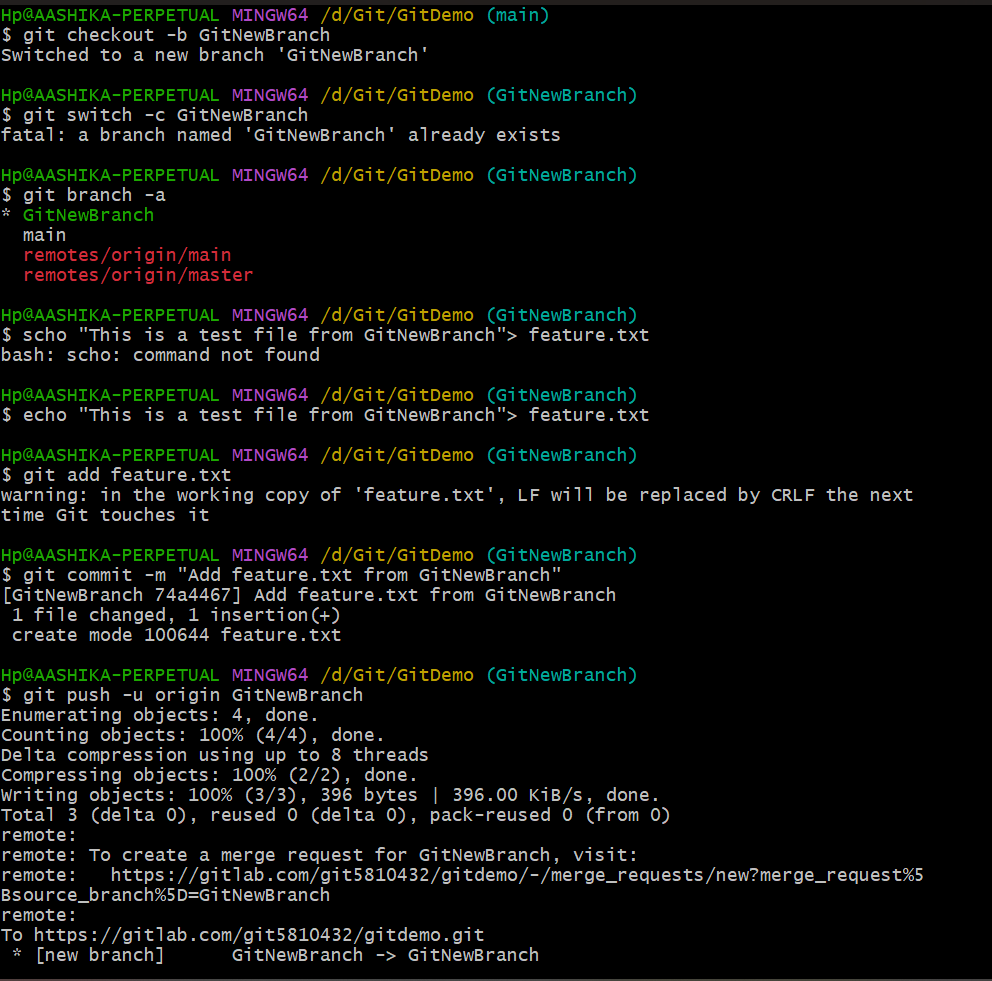 Hp@AASHIKA-PERPETUAL MINGW64 /d/Git/GitDemo (main)
$ git checkout -b GitNewBranch
Switched to a new branch 'GitNewBranch'
Hp@AASHIKA-PERPETUAL MINGW64 /d/Git/GitDemo (GitNewBranch)
$ git switch -c GitNewBranch
fatal: a branch named 'GitNewBranch' already exists
Hp@AASHIKA-PERPETUAL MINGW64 /d/Git/GitDemo (GitNewBranch)
$ git branch -a
* GitNewBranch
  main
  remotes/origin/main
  remotes/origin/master
Hp@AASHIKA-PERPETUAL MINGW64 /d/Git/GitDemo (GitNewBranch)
$ scho "This is a test file from GitNewBranch"> feature.txt
bash: scho: command not found
Hp@AASHIKA-PERPETUAL MINGW64 /d/Git/GitDemo (GitNewBranch)
$ echo "This is a test file from GitNewBranch"> feature.txt
Hp@AASHIKA-PERPETUAL MINGW64 /d/Git/GitDemo (GitNewBranch)
$ git add feature.txt
warning: in the working copy of 'feature.txt', LF will be replaced by CRLF the next
time Git touches it
Hp@AASHIKA-PERPETUAL MINGW64 /d/Git/GitDemo (GitNewBranch)
$ git commit -m "Add feature.txt from GitNewBranch"
[GitNewBranch 74a4467] Add feature.txt from GitNewBranch
 1 file changed, 1 insertion(+)
 create mode 100644 feature.txt
Hp@AASHIKA-PERPETUAL MINGW64 /d/Git/GitDemo (GitNewBranch)
$ git push -u origin GitNewBranch
Enumerating objects: 4, done.
Counting objects: 100% (4/4), done.
Delta compression using up to 8 threads
Compressing objects: 100% (2/2), done.
Writing objects: 100% (3/3), 396 bytes | 396.00 KiB/s, done.
Total 3 (delta 0), reused 0 (delta 0), pack-reused 0 (from 0)
remote:
remote: To create a merge request for GitNewBranch, visit:
remote:   https://gitlab.com/git5810432/gitdemo/-/merge_requests/new?merge_request%5
Bsource_branch%5D=GitNewBranch
remote:
To https://gitlab.com/git5810432/gitdemo.git
 * [new branch]      GitNewBranch -> GitNewBranch